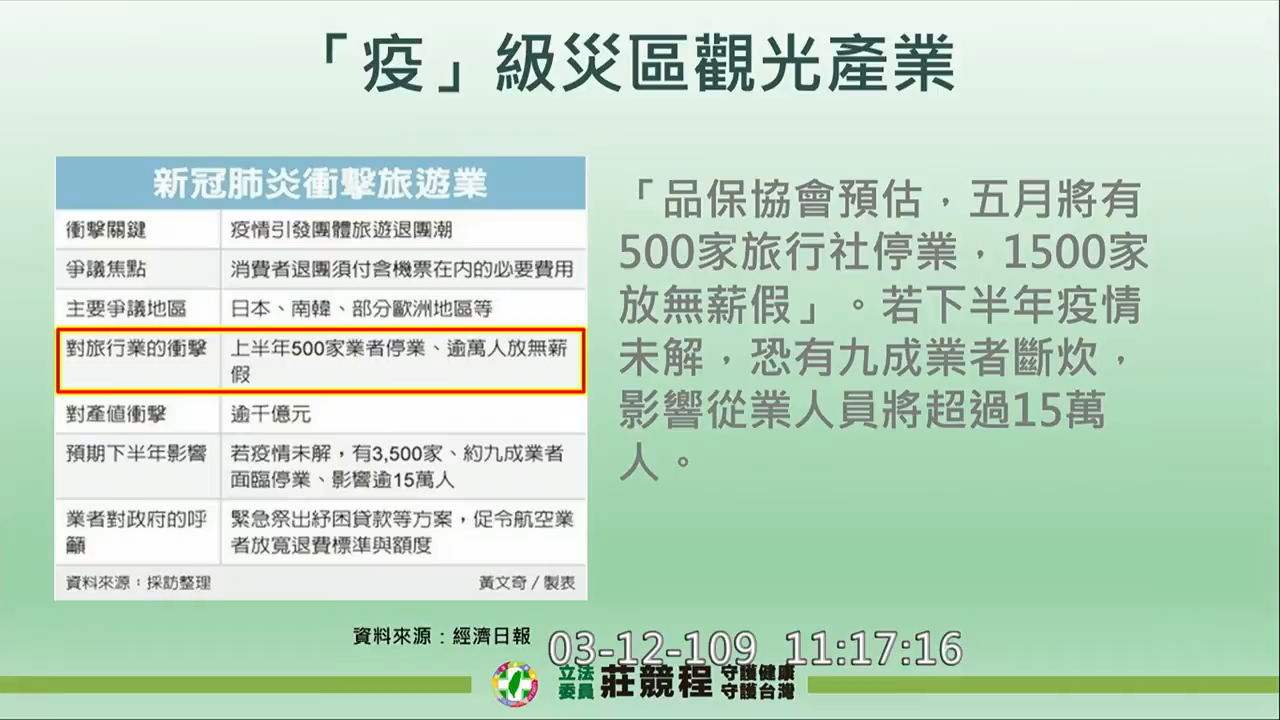 「疫」級災區觀光產業
新冠肺炎衝擊旅遊業
衝擊關鍵 疫情引發團體旅遊退團潮
爭議焦點 消費者退團須付含機票在內的必要費用
主要爭議地區 日本、南韓、部分歐洲地區等
對旅行業的衝擊 上半年500家業者停業、逾萬人放無薪
假
對產值衝擊 逾千億元
預期下半年影響 若疫情未解，有3,500家、約九成業者
面臨停業、影響逾15萬人
業者對政府的呼 緊急祭出紓困貸款等方案，促令航空業
籲 者放寬退費標準與額度
資料來源：採訪整理 黃文奇／製表
「品保協會預估，五月將有
500家旅行社停業，1500家
放無薪假」。若下半年疫情
未解，恐有九成業者斷炊，
影響從業人員將超過15萬
人。
資料來源：經濟日報
03-12-109 11:17:16
立法委員 莊競程 守護健康
守護台灣